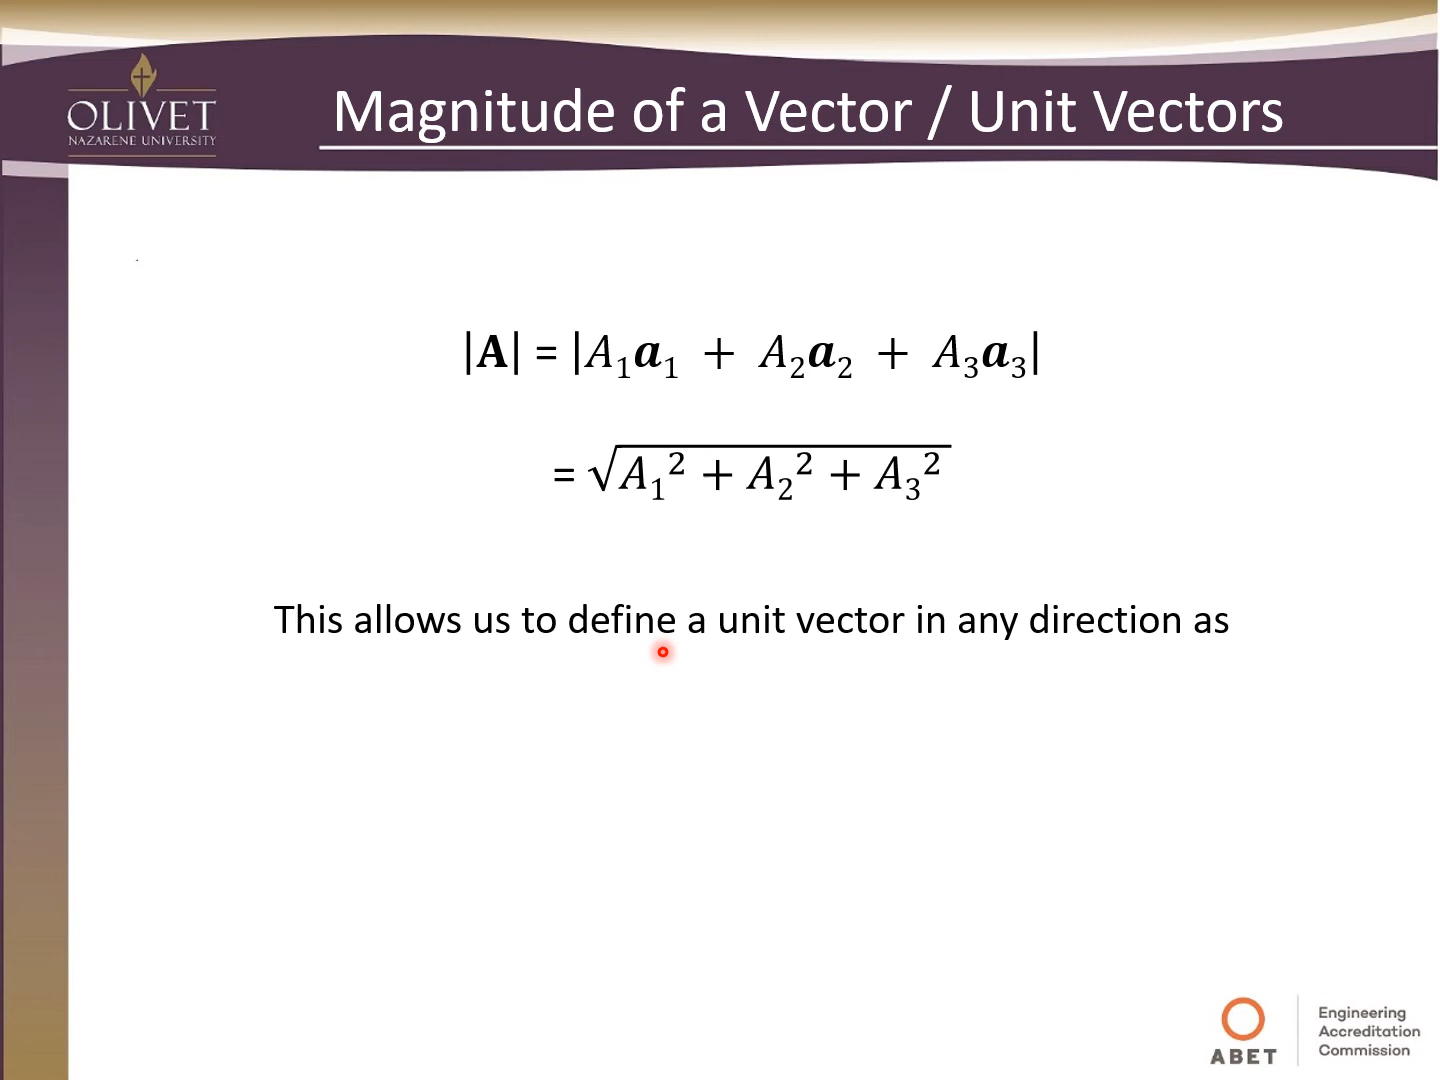 OLIVET
NAZARENE UNIVERSITY
Magnitude of a Vector / Unit Vectors
|𝐀| = |A₁𝒂₁ + A₂𝒂₂ + A₃𝒂₃|
= √(A₁² + A₂² + A₃²)
This allows us to define a unit vector in any direction as
ABET
Engineering
Accreditation
Commission